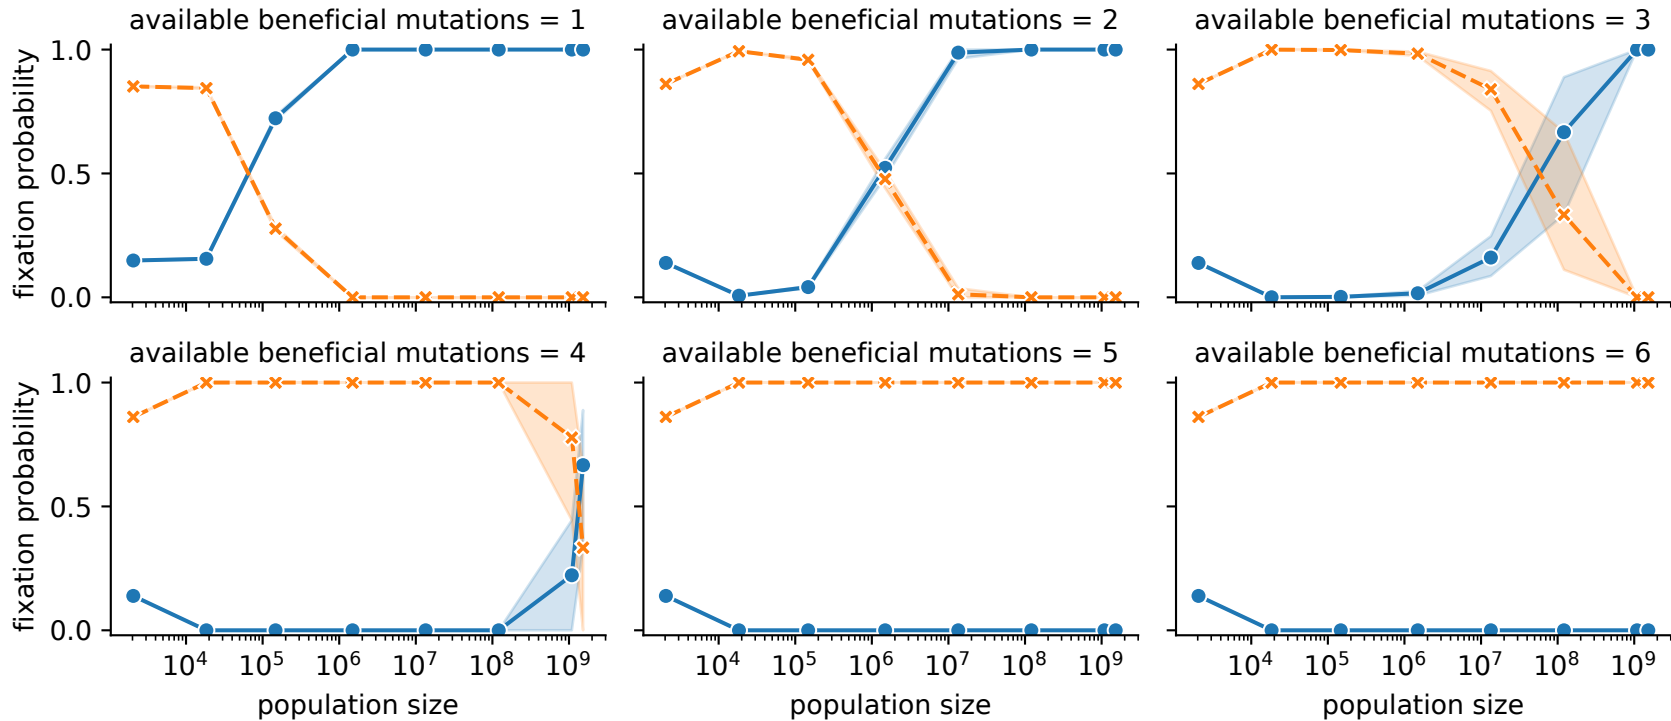 available beneficial mutations = 1
available beneficial mutations = 2
available beneficial mutations = 3
fixation probability
1.0
0.5
0.0
available beneficial mutations = 4
available beneficial mutations = 5
available beneficial mutations = 6
fixation probability
1.0
0.5
0.0
10⁴ 10⁵ 10⁶ 10⁷ 10⁸ 10⁹
10⁴ 10⁵ 10⁶ 10⁷ 10⁸ 10⁹
10⁴ 10⁵ 10⁶ 10⁷ 10⁸ 10⁹
population size
population size
population size